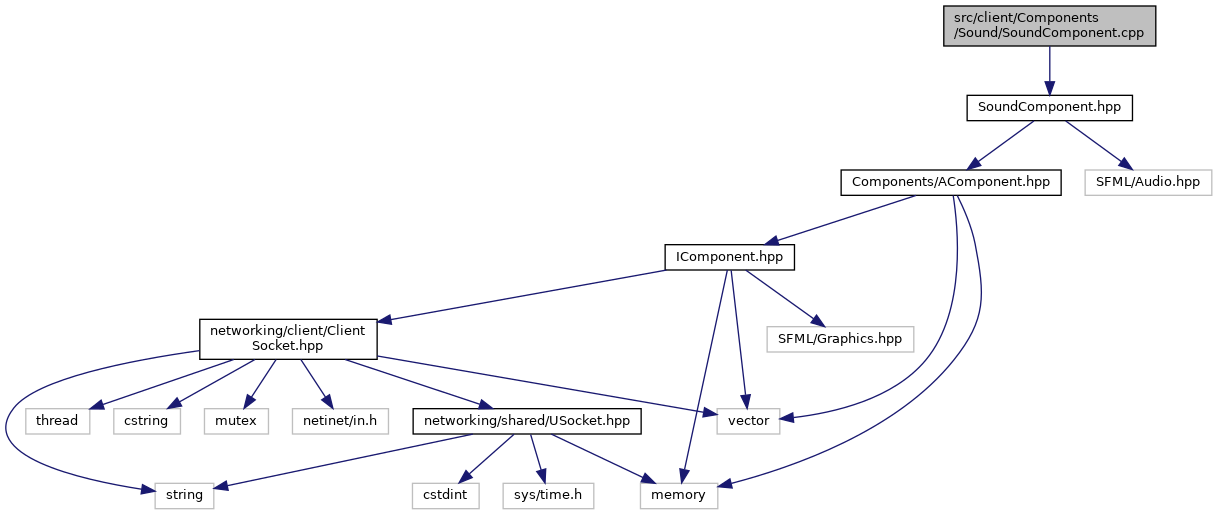 src/client/Components
/Sound/SoundComponent.cpp
SoundComponent.hpp
Components/AComponent.hpp
SFML/Audio.hpp
IComponent.hpp
networking/client/Client
Socket.hpp
SFML/Graphics.hpp
thread
cstring
mutex
netinet/in.h
networking/shared/USocket.hpp
vector
string
cstdint
sys/time.h
memory